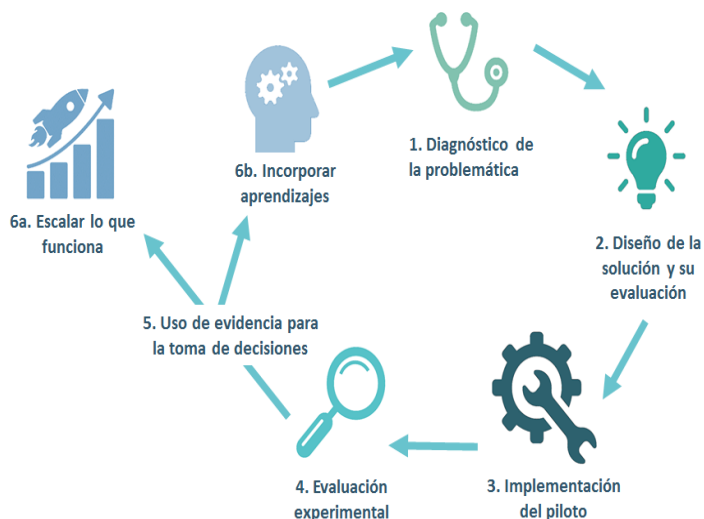 1. Diagnóstico de
la problemática
2. Diseño de la
solución y su
evaluación
3. Implementación
del piloto
4. Evaluación
experimental
5. Uso de evidencia para
la toma de decisiones
6a. Escalar lo que
funciona
6b. Incorporar
aprendizajes